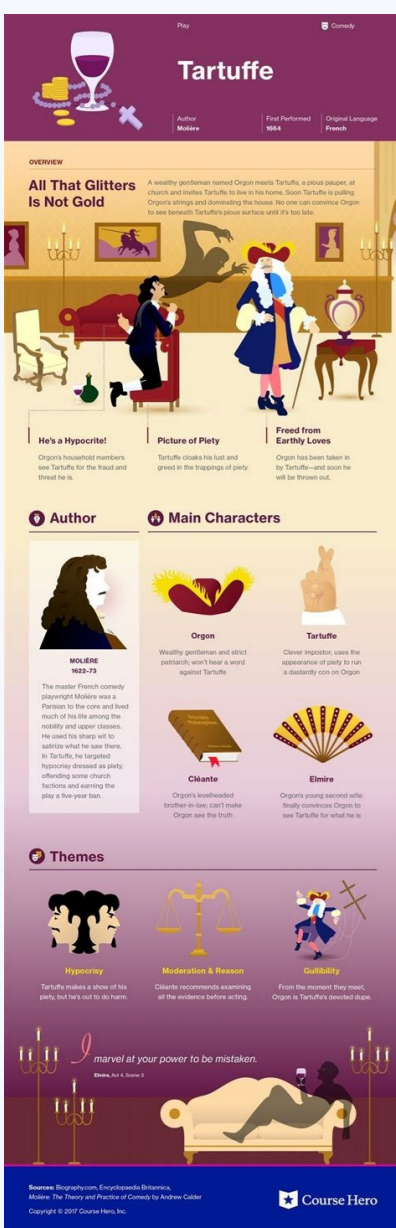 Play
Comedy
Tartuffe
Author
Molière
First Performed
1664
Original Language
French
OVERVIEW
All That Glitters
Is Not Gold
A wealthy gentleman named Orgon meets Tartuffe, a pious pauper, at
church and invites Tartuffe to live in his home. Soon Tartuffe is pulling
Orgon's strings and dominating the house. No one can convince Orgon
to see beneath Tartuffe's pious surface until it's too late.
He's a Hypocrite!
Orgon's household members
see Tartuffe for the fraud and
threat he is.
Picture of Piety
Tartuffe cloaks his lust and
greed in the trappings of piety.
Freed from
Earthly Loves
Orgon has been taken in
by Tartuffe—and soon he
will be thrown out.
Author
MOLIÈRE
1622–73
The master French comedy
playwright Molière was a
Parisian to the core and lived
much of his life among the
nobility and upper classes.
He used his sharp wit to
satirize what he saw there.
In Tartuffe, he targeted
hypocrisy dressed as piety,
offending some church
factions and earning the
play a five-year ban.
Main Characters
Orgon
Wealthy gentleman and strict
patriarch; won't hear a word
against Tartuffe
Tartuffe
Clever impostor; uses the
appearance of piety to run
a dastardly con on Orgon
Cléante
Orgon's levelheaded
brother-in-law; can't make
Orgon see the truth
Elmire
Orgon's young second wife,
finally convinces Orgon to
see Tartuffe for what he is
Themes
Hypocrisy
Tartuffe makes a show of his
piety, but he's out to do harm.
Moderation & Reason
Cléante recommends examining
all the evidence before acting.
Gullibility
From the moment they meet,
Orgon is Tartuffe's devoted dupe.
I marvel at your power to be mistaken.
Elmire, Act 4, Scene 3
Sources: Biography.com, Encyclopaedia Britannica,
Molière: The Theory and Practice of Comedy by Andrew Calder
Copyright © 2017 Course Hero, Inc.
Course Hero